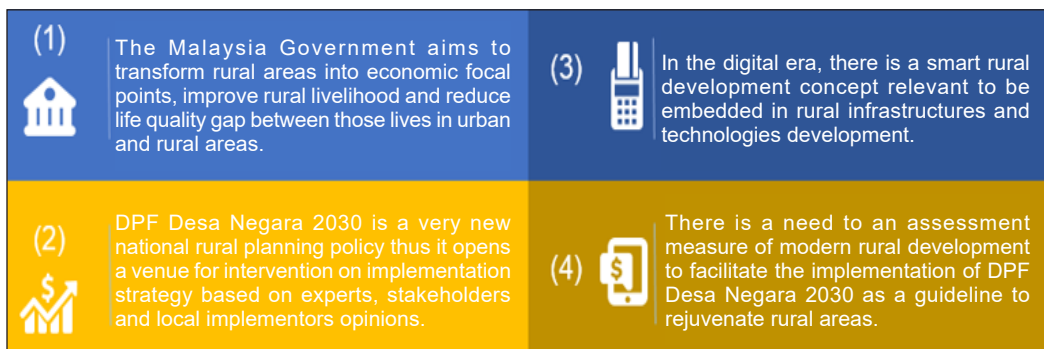 (1)
The Malaysia Government aims to
transform rural areas into economic focal
points, improve rural livelihood and reduce
life quality gap between those lives in urban
and rural areas.
(2)
DPF Desa Negara 2030 is a very new
national rural planning policy thus it opens
a venue for intervention on implementation
strategy based on experts, stakeholders
and local implementors opinions.
(3)
In the digital era, there is a smart rural
development concept relevant to be
embedded in rural infrastructures and
technologies development.
(4)
$
There is a need to an assessment
measure of modern rural development
to facilitate the implementation of DPF
Desa Negara 2030 as a guideline to
rejuvenate rural areas.